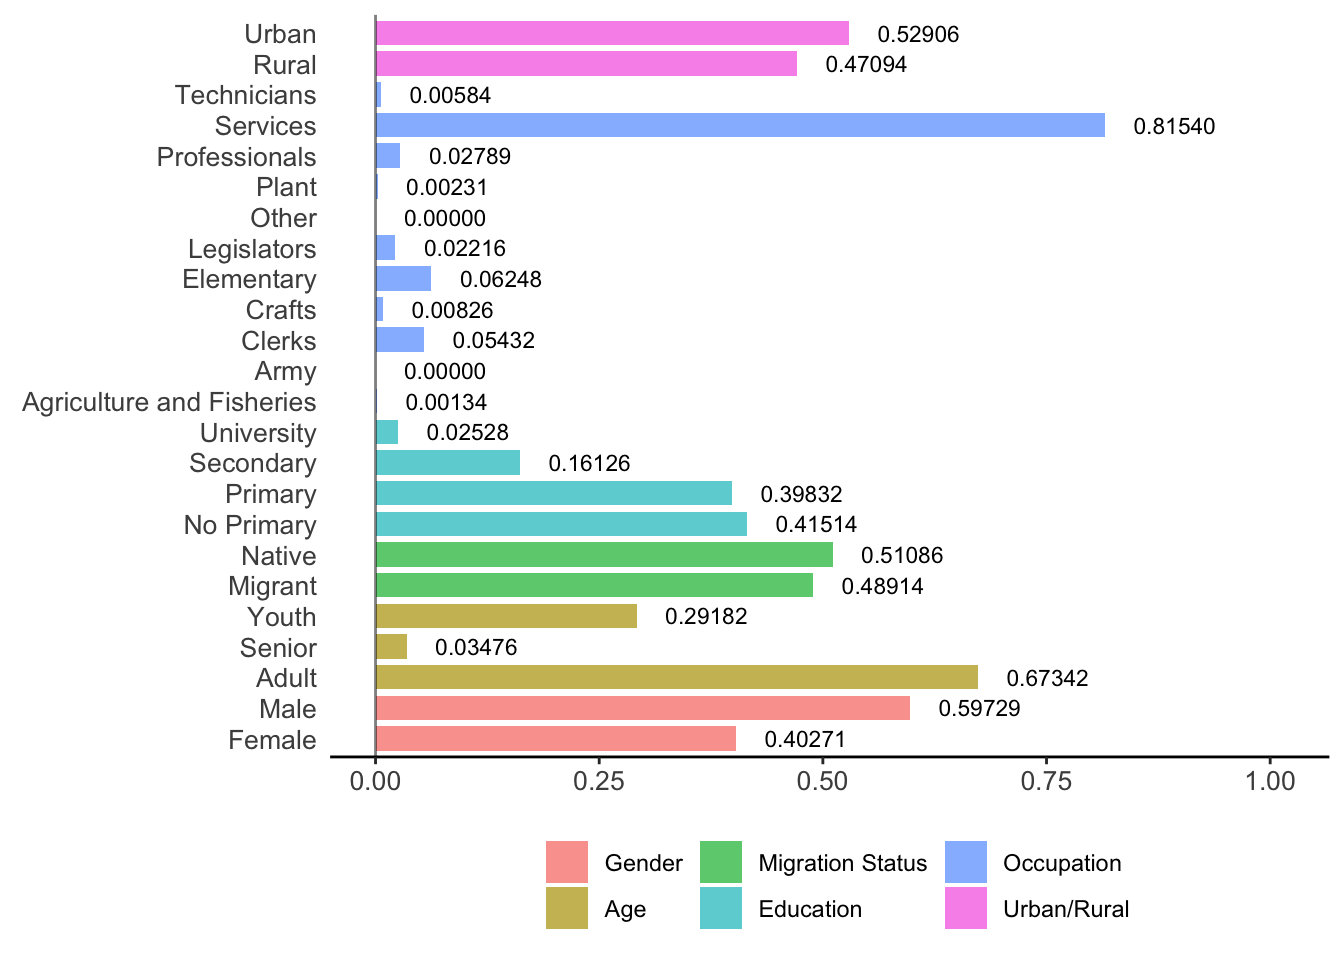 Urban 0.52906
Rural 0.47094
Technicians 0.00584
Services 0.81540
Professionals 0.02789
Plant 0.00231
Other 0.00000
Legislators 0.02216
Elementary 0.06248
Crafts 0.00826
Clerks 0.05432
Army 0.00000
Agriculture and Fisheries 0.00134
University 0.02528
Secondary 0.16126
Primary 0.39832
No Primary 0.41514
Native 0.51086
Migrant 0.48914
Youth 0.29182
Senior 0.03476
Adult 0.67342
Male 0.59729
Female 0.40271
0.00 0.25 0.50 0.75 1.00
Gender Migration Status Occupation
Age Education Urban/Rural